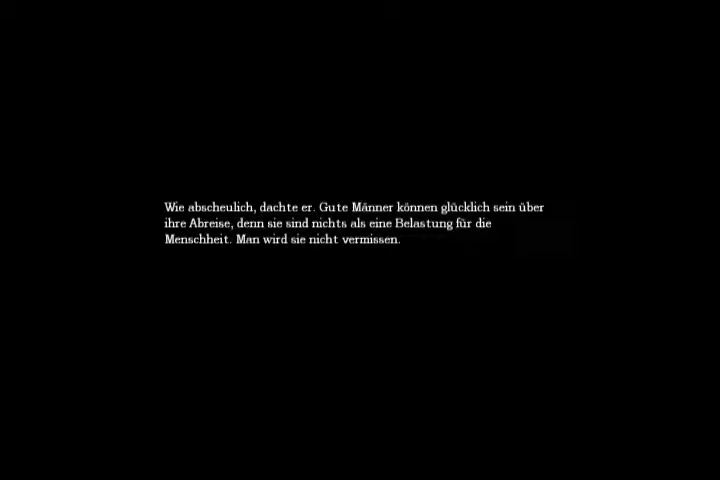 Wie abscheulich, dachte er. Gute Männer können glücklich sein über
ihre Abreise, denn sie sind nichts als eine Belastung für die
Menschheit. Man wird sie nicht vermissen.